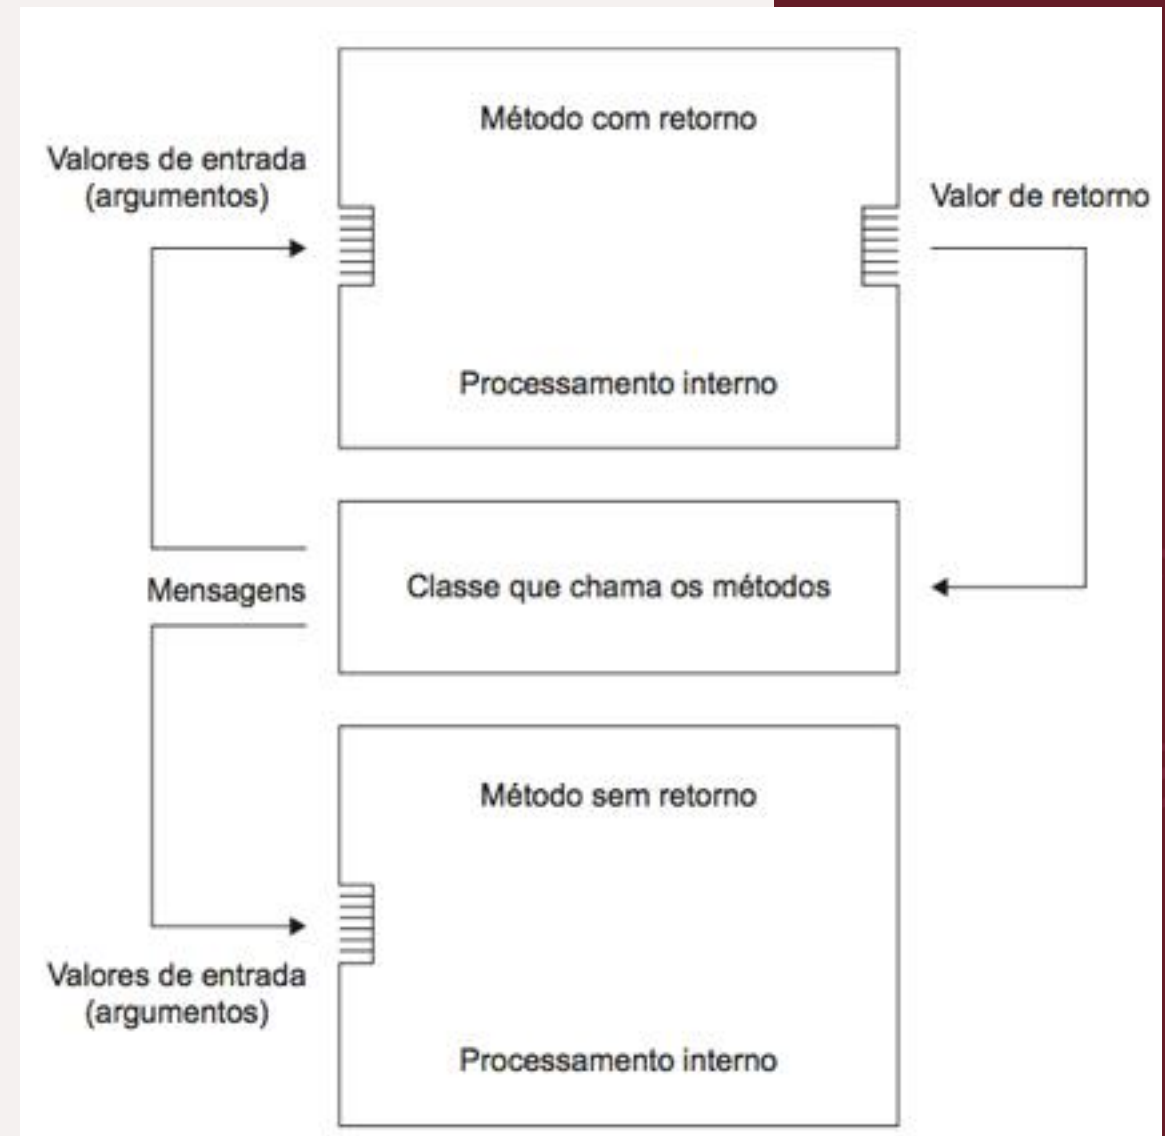 Método com retorno
Valores de entrada
(argumentos)
Valor de retorno
Processamento interno
Mensagens
Classe que chama os métodos
Método sem retorno
Valores de entrada
(argumentos)
Processamento interno